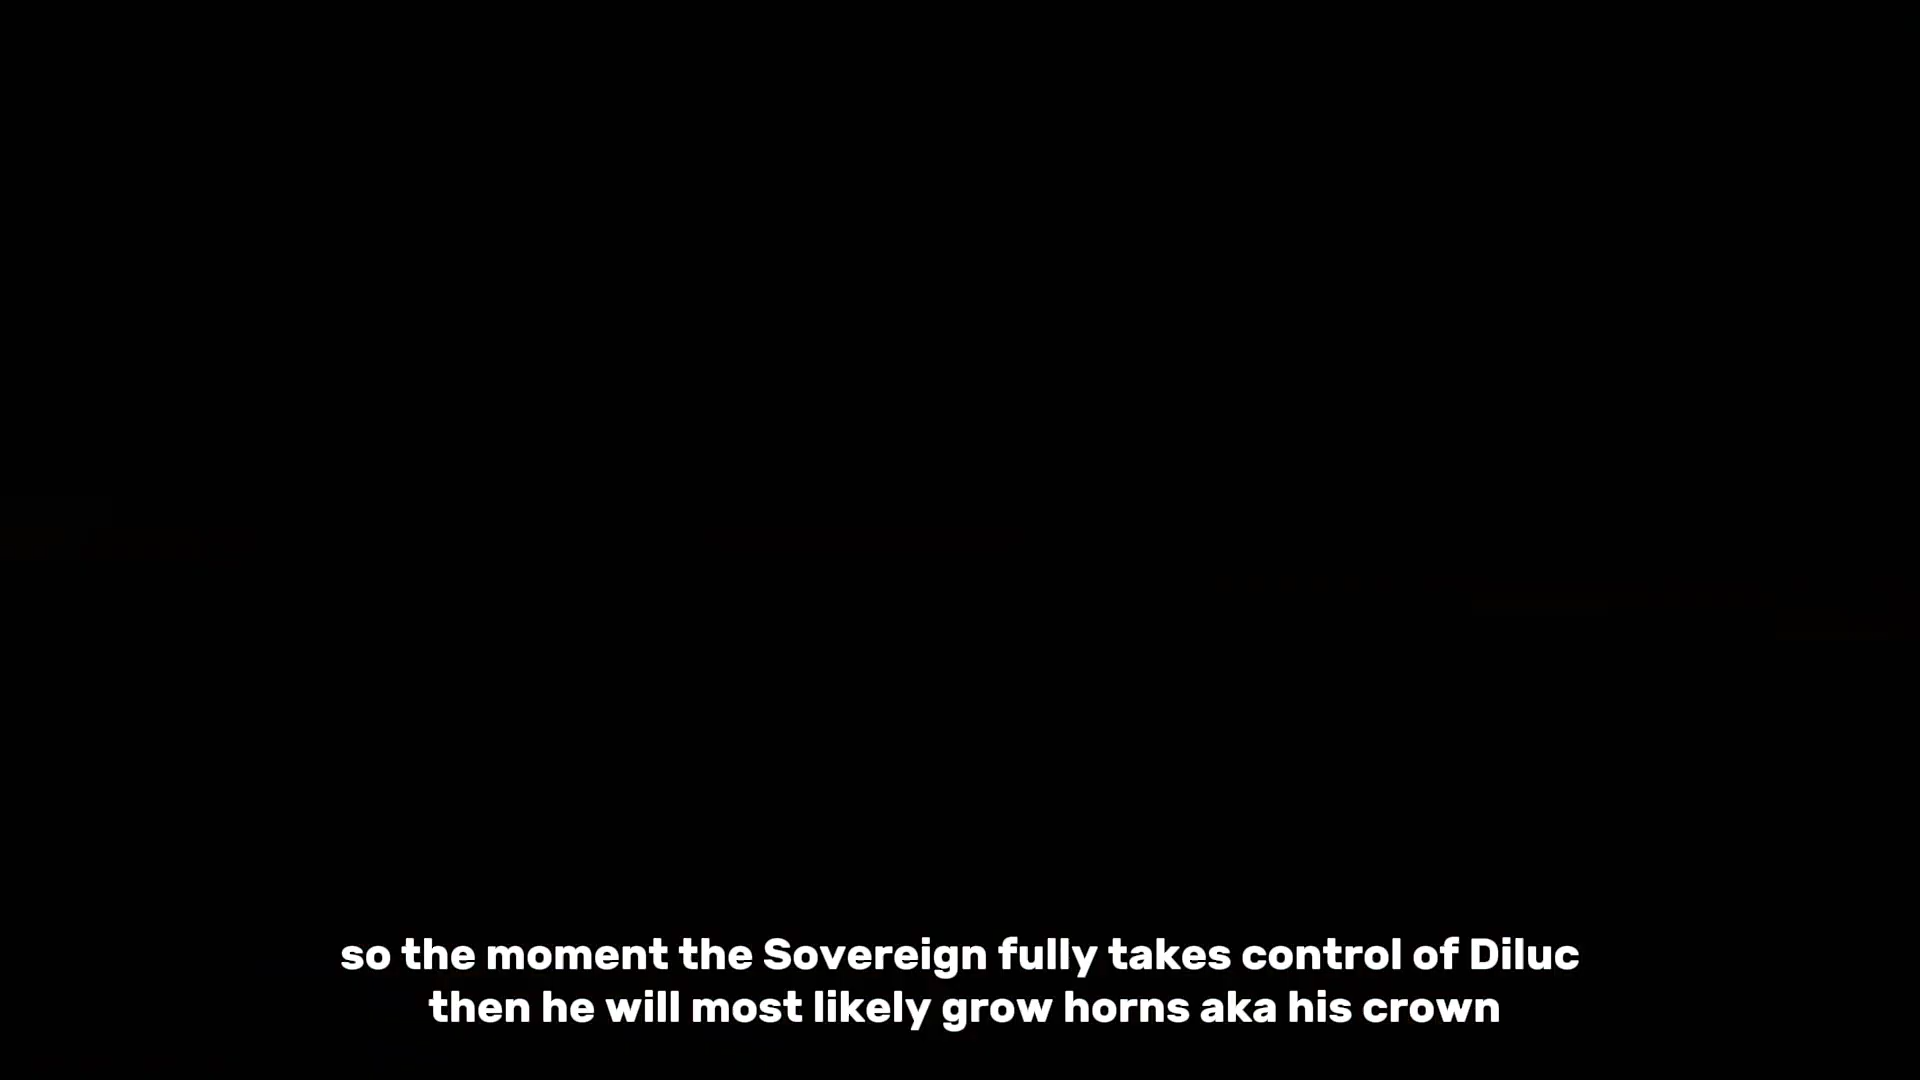 so the moment the Sovereign fully takes control of Diluc
then he will most likely grow horns aka his crown